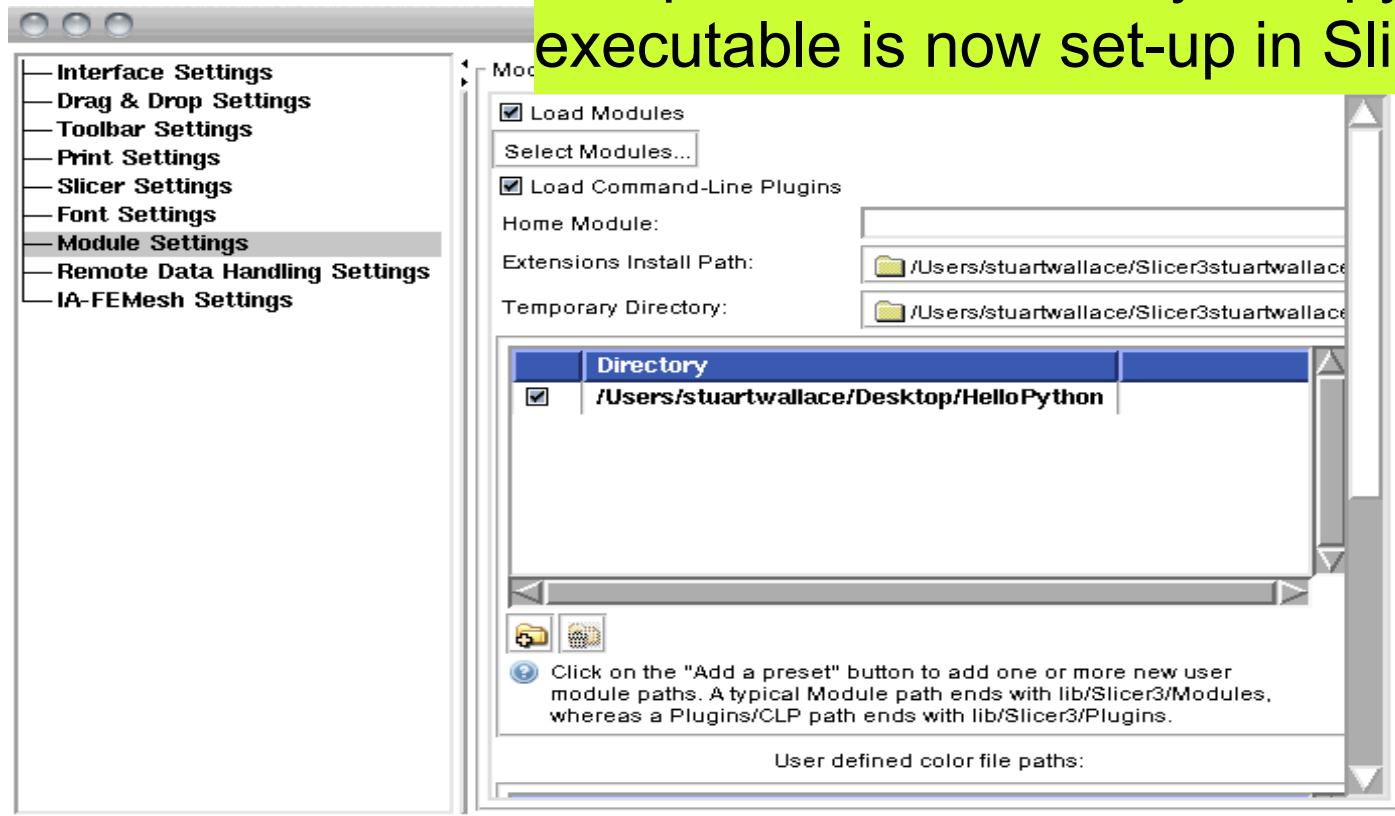 executable is now set-up in Sli
Interface Settings
Drag & Drop Settings
Toolbar Settings
Print Settings
Slicer Settings
Font Settings
Module Settings
Remote Data Handling Settings
IA-FEMesh Settings
Load Modules
Select Modules...
Load Command-Line Plugins
Home Module:
Extensions Install Path: /Users/stuartwallace/Slicer3stuartwallace
Temporary Directory: /Users/stuartwallace/Slicer3stuartwallace
Directory
/Users/stuartwallace/Desktop/HelloPython
Click on the "Add a preset" button to add one or more new user
module paths. A typical Module path ends with lib/Slicer3/Modules,
whereas a Plugins/CLP path ends with lib/Slicer3/Plugins.
User defined color file paths: